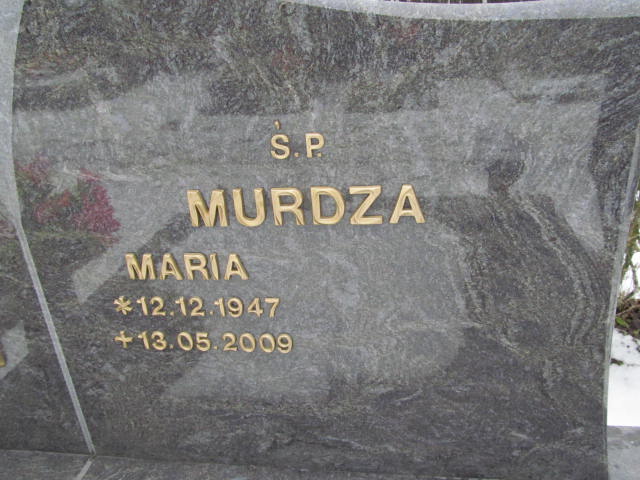 Ś.P.
MURDZA
MARIA
*12.12.1947
+13.05.2009